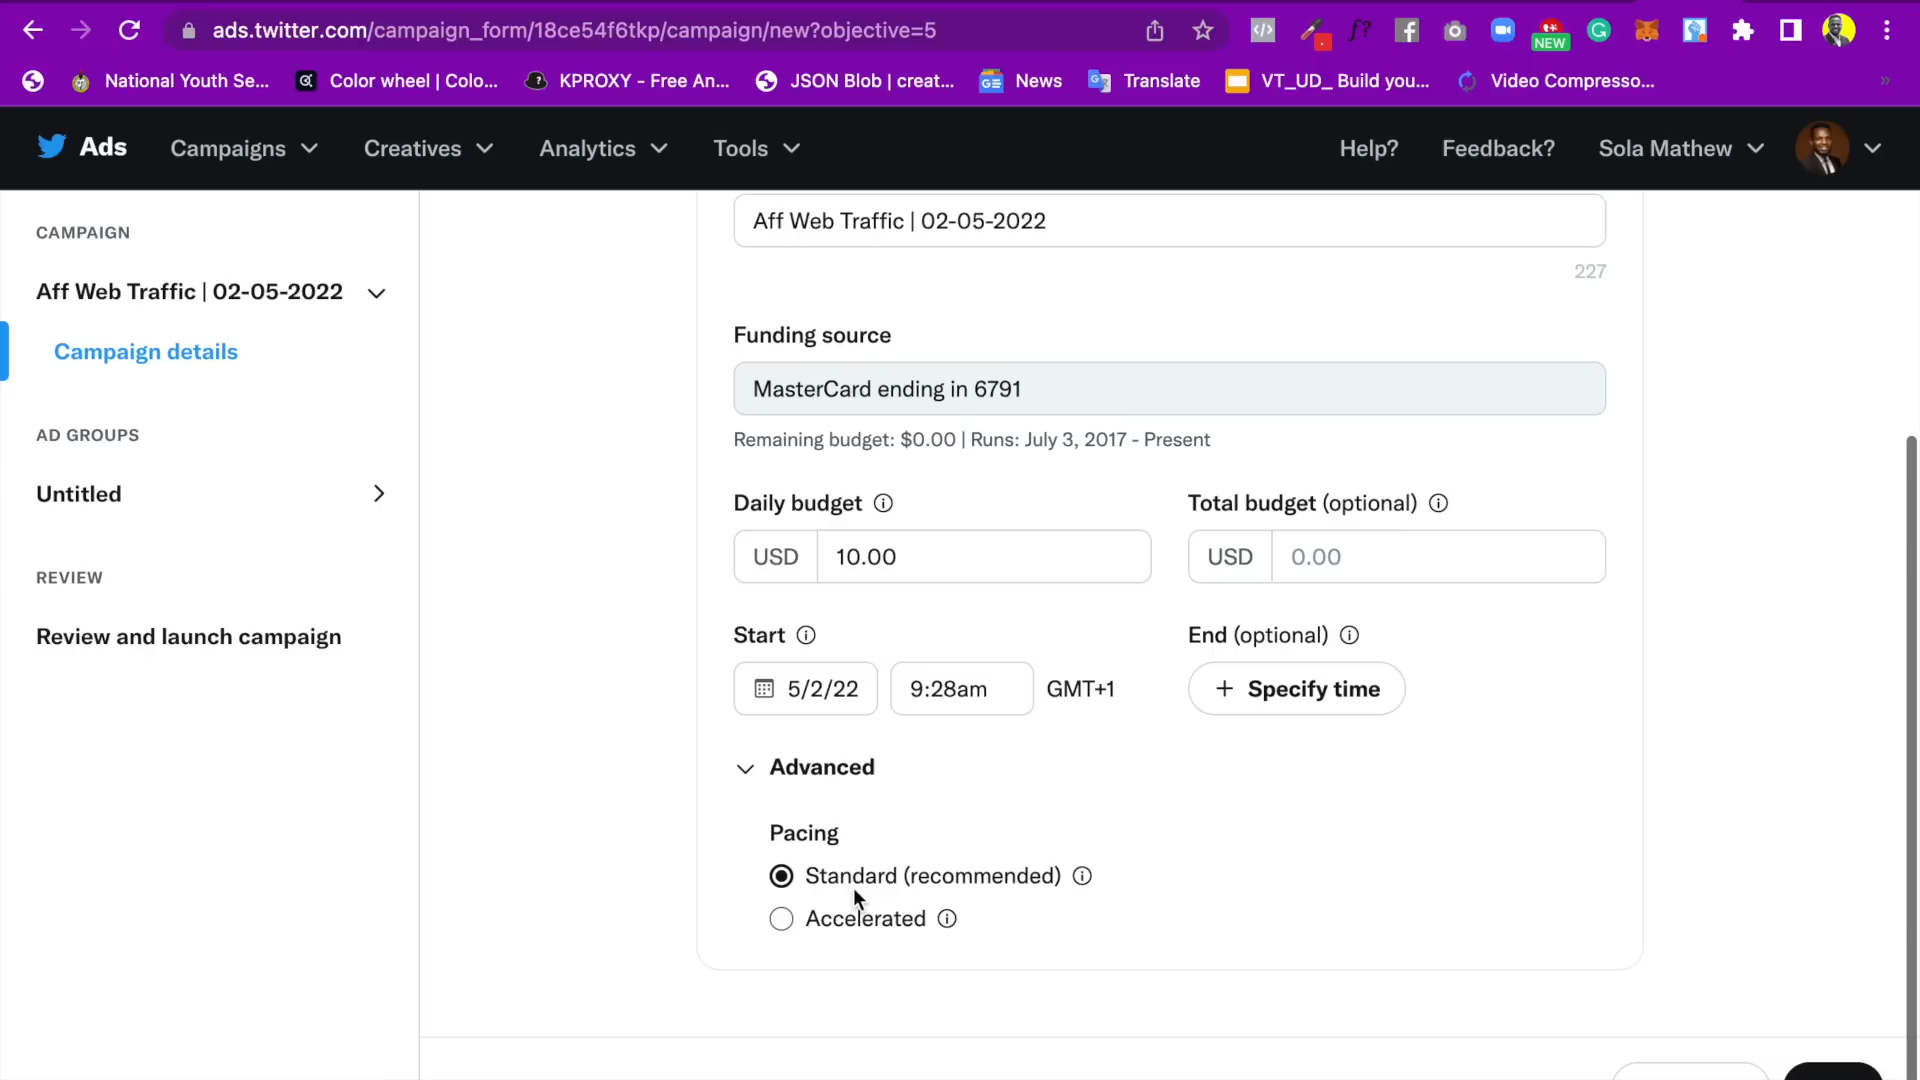 ads.twitter.com/campaign_form/18ce54f6tkp/campaign/new?objective=5
NEW
National Youth Se...
Color wheel | Colo...
KPROXY - Free An...
JSON Blob | creat...
News
Translate
VT_UD_ Build you...
Video Compresso...
Ads
Campaigns
Creatives
Analytics
Tools
Help?
Feedback?
Sola Mathew
CAMPAIGN
Aff Web Traffic | 02-05-2022
Campaign details
AD GROUPS
Untitled
REVIEW
Review and launch campaign
Aff Web Traffic | 02-05-2022
227
Funding source
MasterCard ending in 6791
Remaining budget: $0.00 | Runs: July 3, 2017 - Present
Daily budget
Total budget (optional)
USD 10.00
USD 0.00
Start
End (optional)
5/2/22
9:28am
GMT+1
+ Specify time
Advanced
Pacing
Standard (recommended)
Accelerated